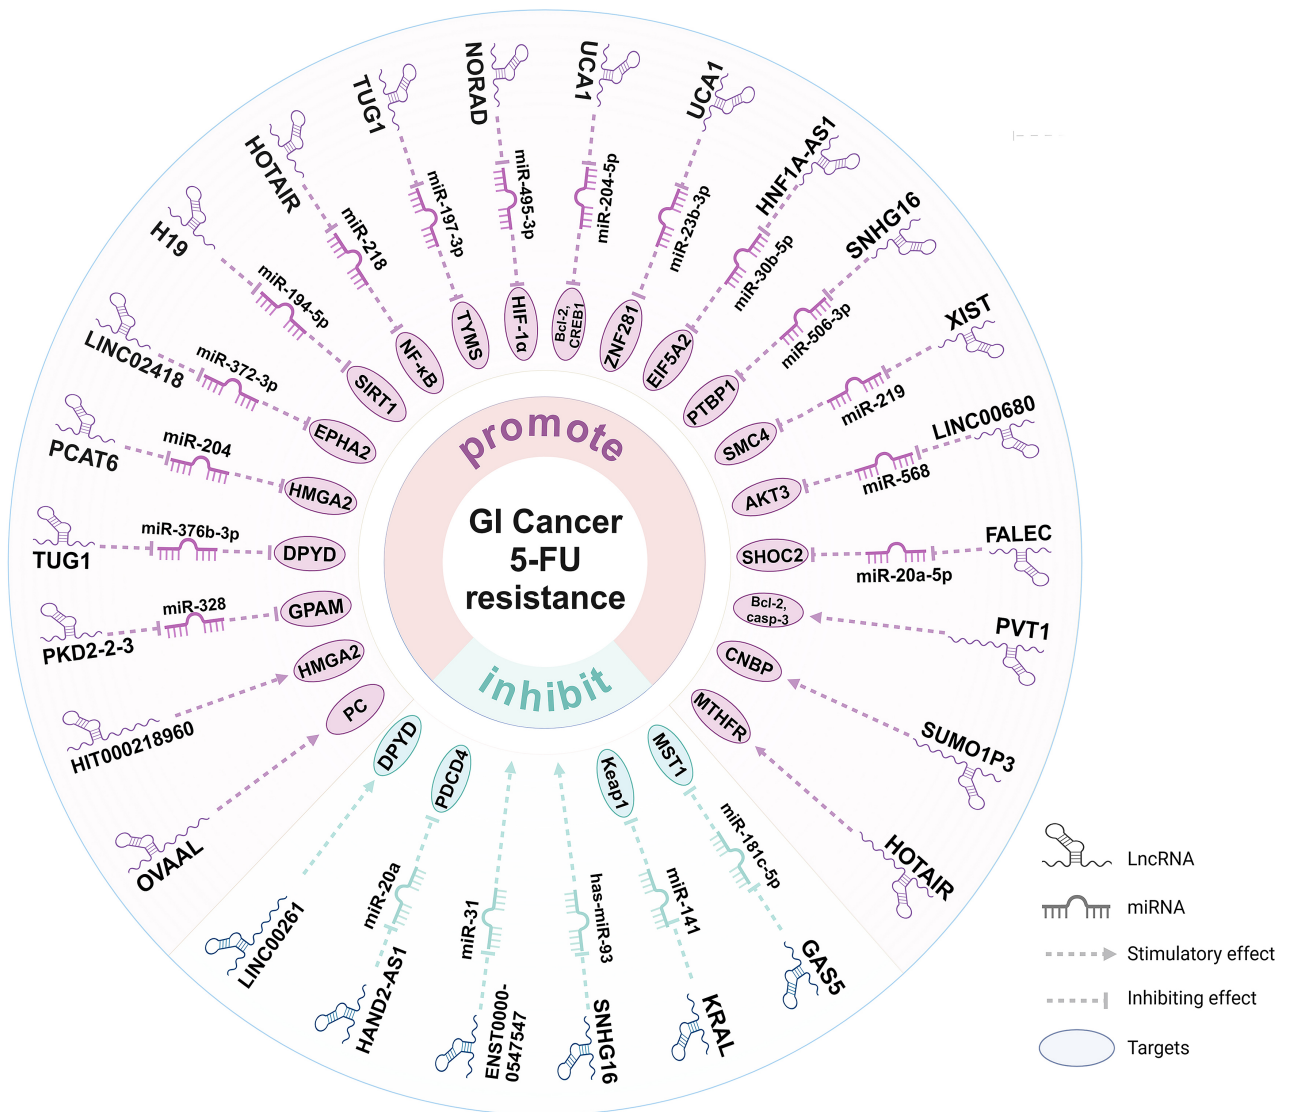 promote
GI Cancer
5-FU
resistance
inhibit
NORAD
miR-495-3p
HIF-1α
UCA1
miR-204-5p
Bcl-2,
CREB1
UCA1
miR-23b-3p
ZNF281
HNF1A-AS1
miR-30b-5p
EIF5A2
SNHG16
miR-506-3p
PTBP1
XIST
miR-219
SMC4
LINC00680
miR-568
AKT3
FALEC
miR-20a-5p
SHOC2
PVT1
Bcl-2,
casp-3
SUMO1P3
CNBP
HOTAIR
MTHFR
GAS5
miR-181c-5p
MST1
KRAL
miR-141
Keap1
SNHG16
has-miR-93
ENST0000-
0547547
miR-31
HAND2-AS1
miR-20a
PDCD4
LINC00261
DPYD
OVAAL
PC
HIT000218960
HMGA2
PKD2-2-3
miR-328
GPAM
TUG1
miR-376b-3p
DPYD
PCAT6
miR-204
HMGA2
LINC02418
miR-372-3p
EPHA2
H19
miR-194-5p
SIRT1
HOTAIR
miR-218
NF-κB
TUG1
miR-197-3p
TYMS
LncRNA
miRNA
Stimulatory effect
Inhibiting effect
Targets